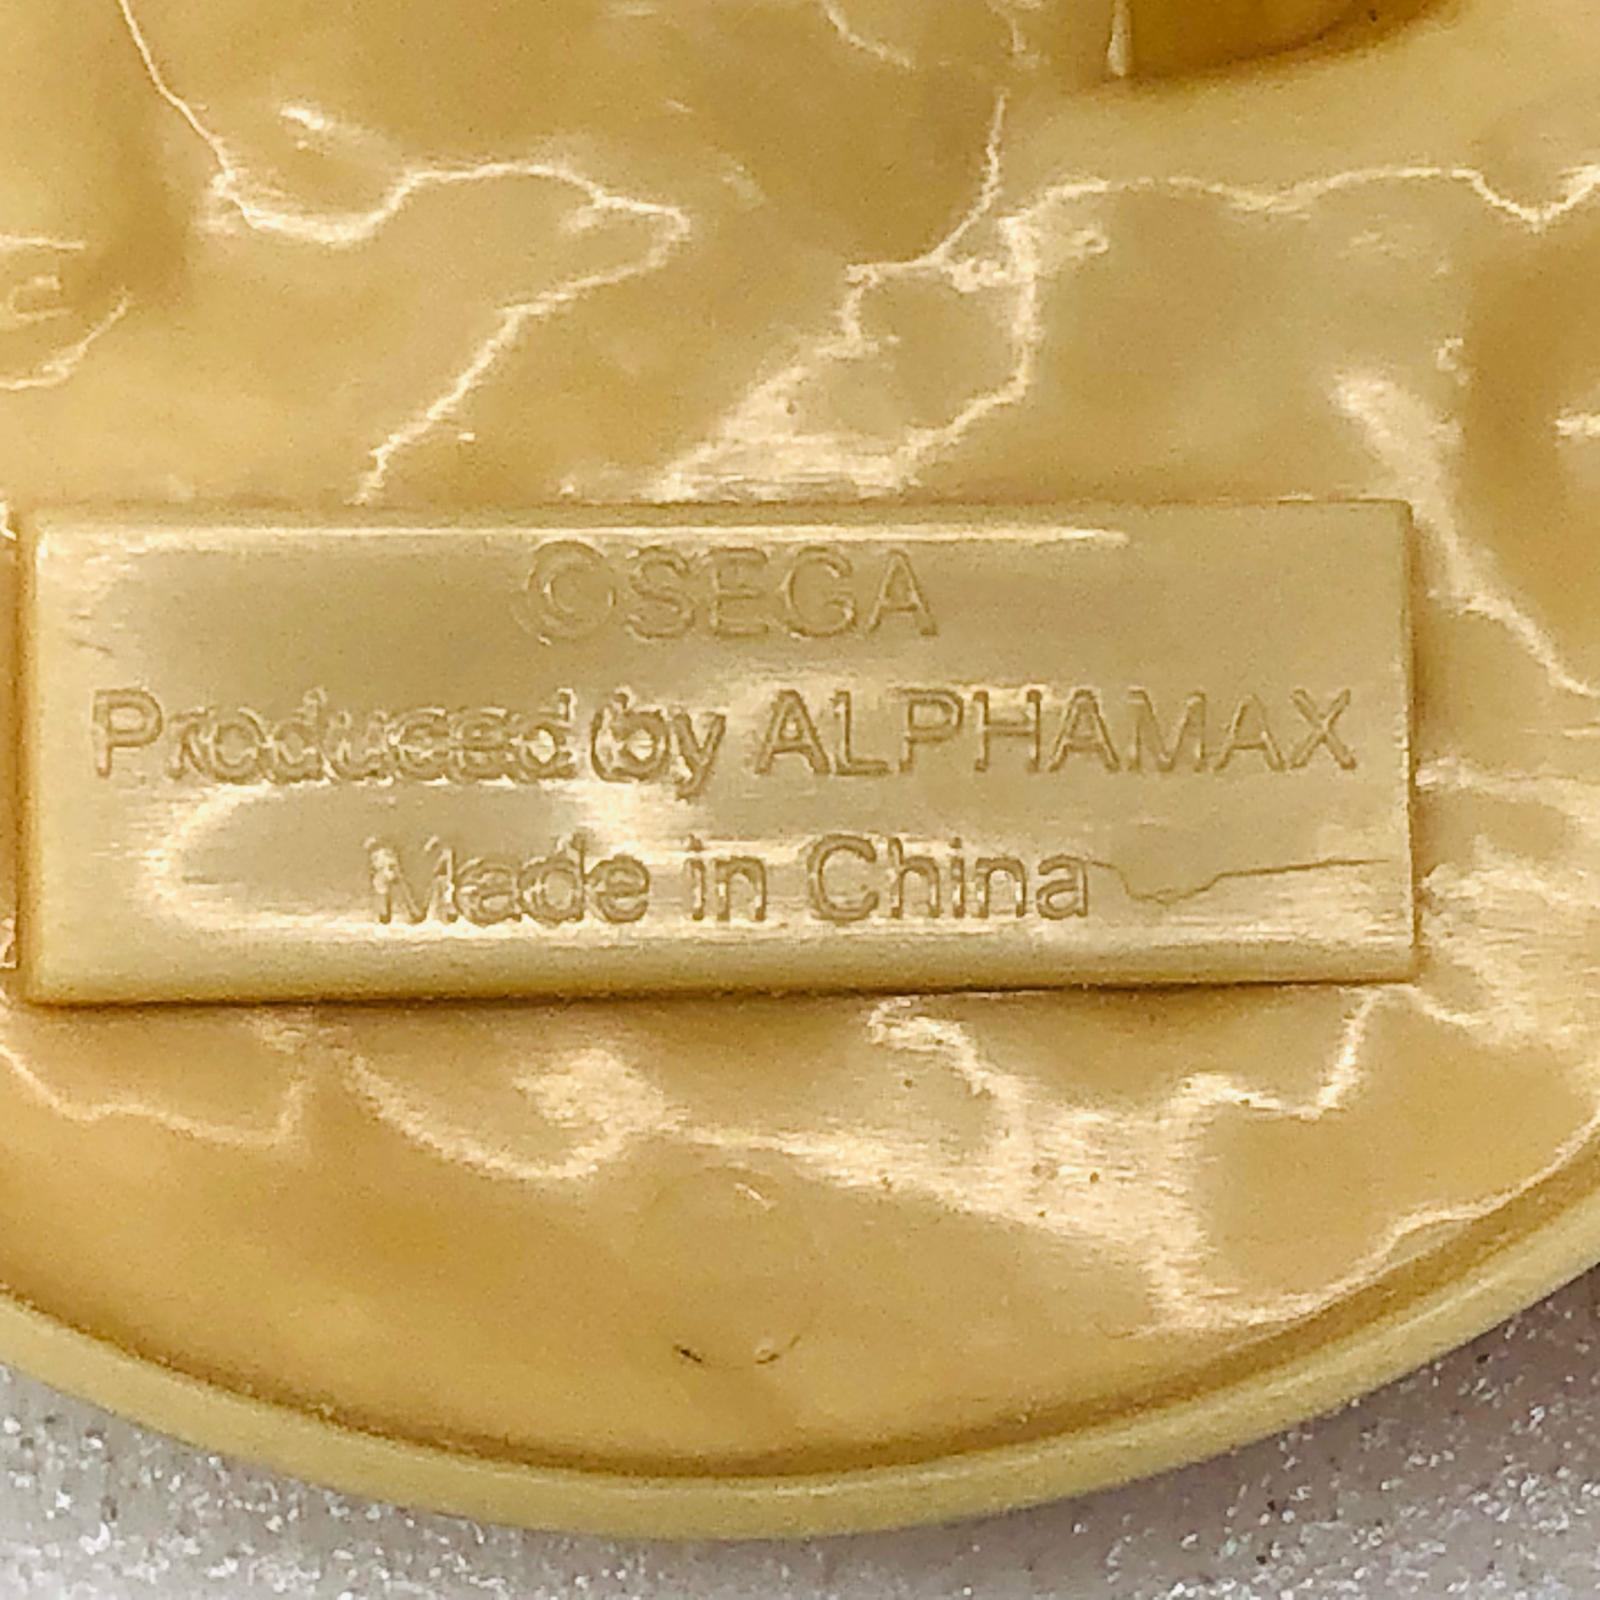 ©SEGA
Produced by ALPHAMAX
Made in China